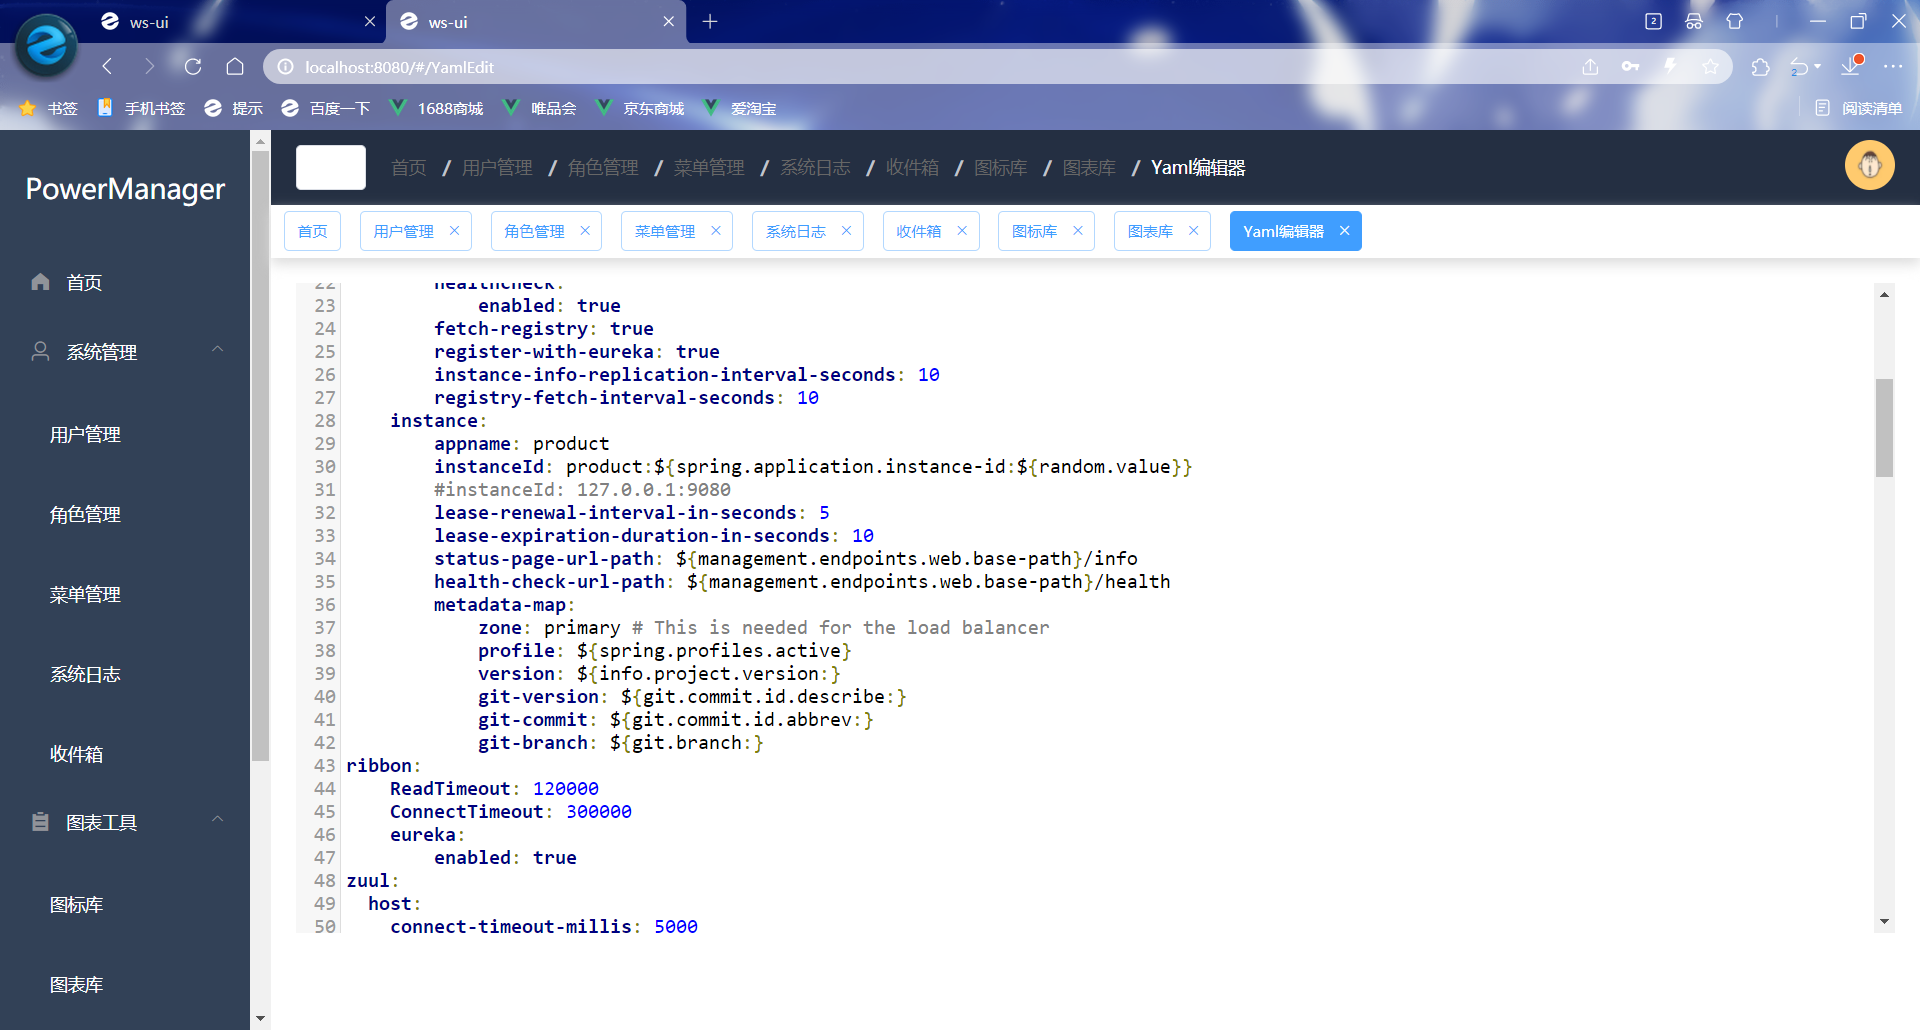 ws-ui
ws-ui
2
localhost:8080/#/YamlEdit
书签 手机书签 提示 百度一下 1688商城 唯品会 京东商城 爱淘宝 阅读清单
PowerManager
首页 / 用户管理 / 角色管理 / 菜单管理 / 系统日志 / 收件箱 / 图标库 / 图表库 / Yaml编辑器
首页 用户管理 角色管理 菜单管理 系统日志 收件箱 图标库 图表库 Yaml编辑器
首页
系统管理
用户管理
角色管理
菜单管理
系统日志
收件箱
图表工具
图标库
图表库
22 healthcheck:
23 enabled: true
24 fetch-registry: true
25 register-with-eureka: true
26 instance-info-replication-interval-seconds: 10
27 registry-fetch-interval-seconds: 10
28 instance:
29 appname: product
30 instanceId: product:${spring.application.instance-id:${random.value}}
31 #instanceId: 127.0.0.1:9080
32 lease-renewal-interval-in-seconds: 5
33 lease-expiration-duration-in-seconds: 10
34 status-page-url-path: ${management.endpoints.web.base-path}/info
35 health-check-url-path: ${management.endpoints.web.base-path}/health
36 metadata-map:
37 zone: primary # This is needed for the load balancer
38 profile: ${spring.profiles.active}
39 version: ${info.project.version:}
40 git-version: ${git.commit.id.describe:}
41 git-commit: ${git.commit.id.abbrev:}
42 git-branch: ${git.branch:}
43 ribbon:
44 ReadTimeout: 120000
45 ConnectTimeout: 300000
46 eureka:
47 enabled: true
48 zuul:
49 host:
50 connect-timeout-millis: 5000